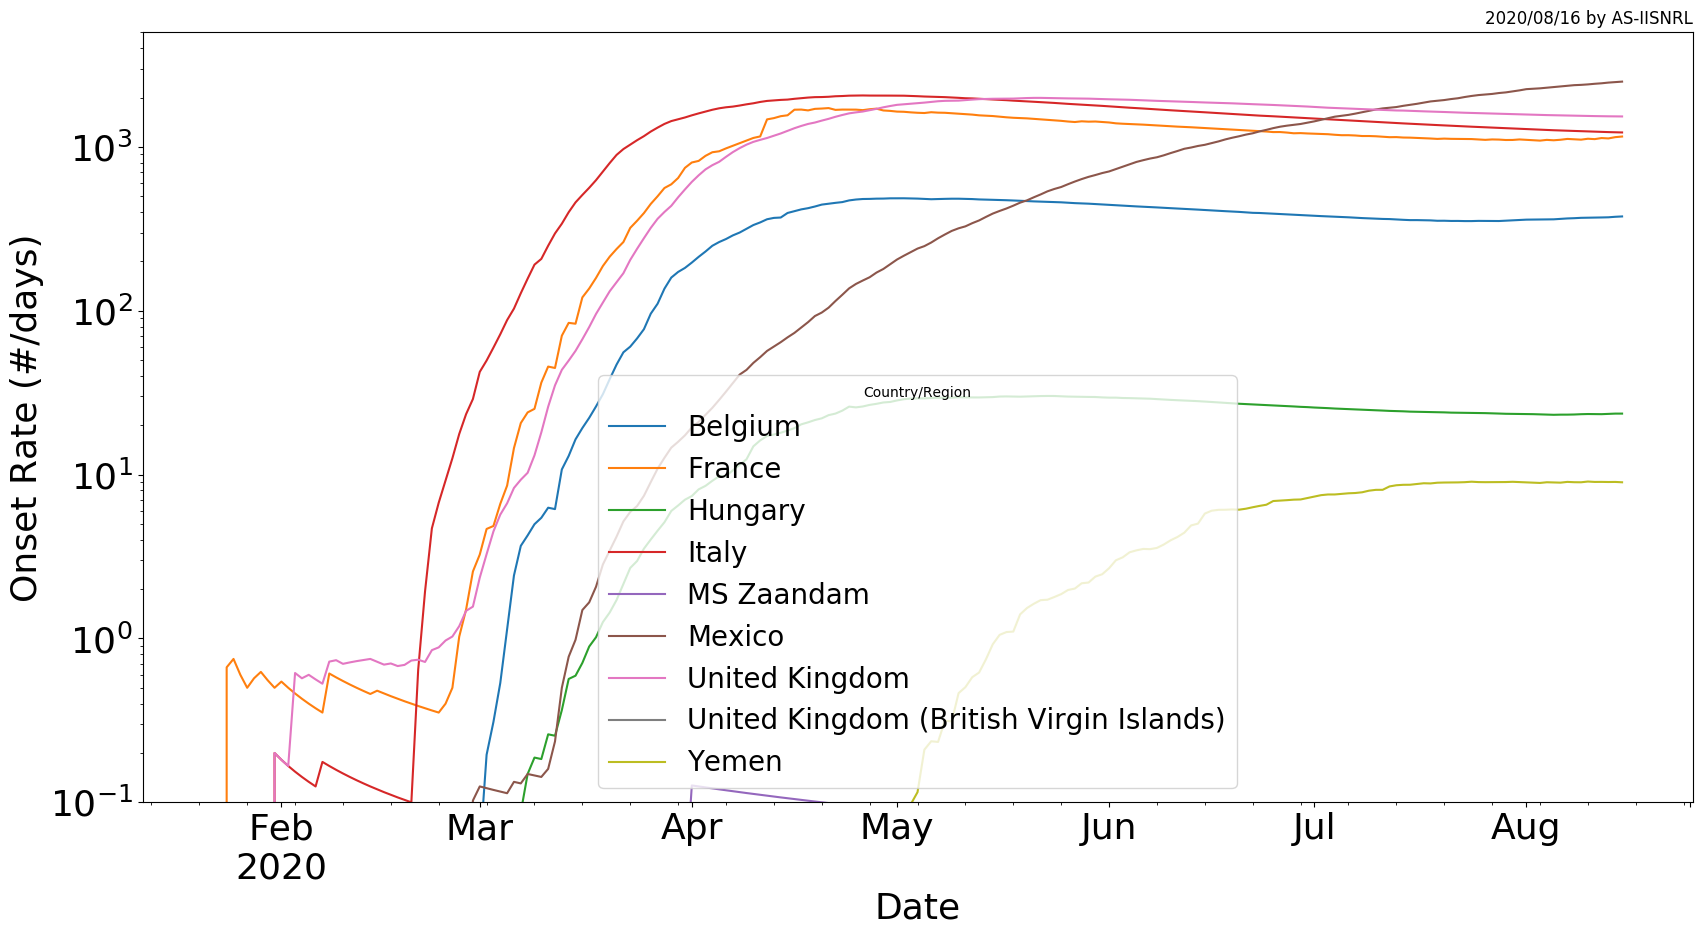 2020/08/16 by AS-IISNRL
Onset Rate (#/days)
10^3
10^2
10^1
10^0
10^-1
Country/Region
Belgium
France
Hungary
Italy
MS Zaandam
Mexico
United Kingdom
United Kingdom (British Virgin Islands)
Yemen
Feb Mar Apr May Jun Jul Aug
2020
Date